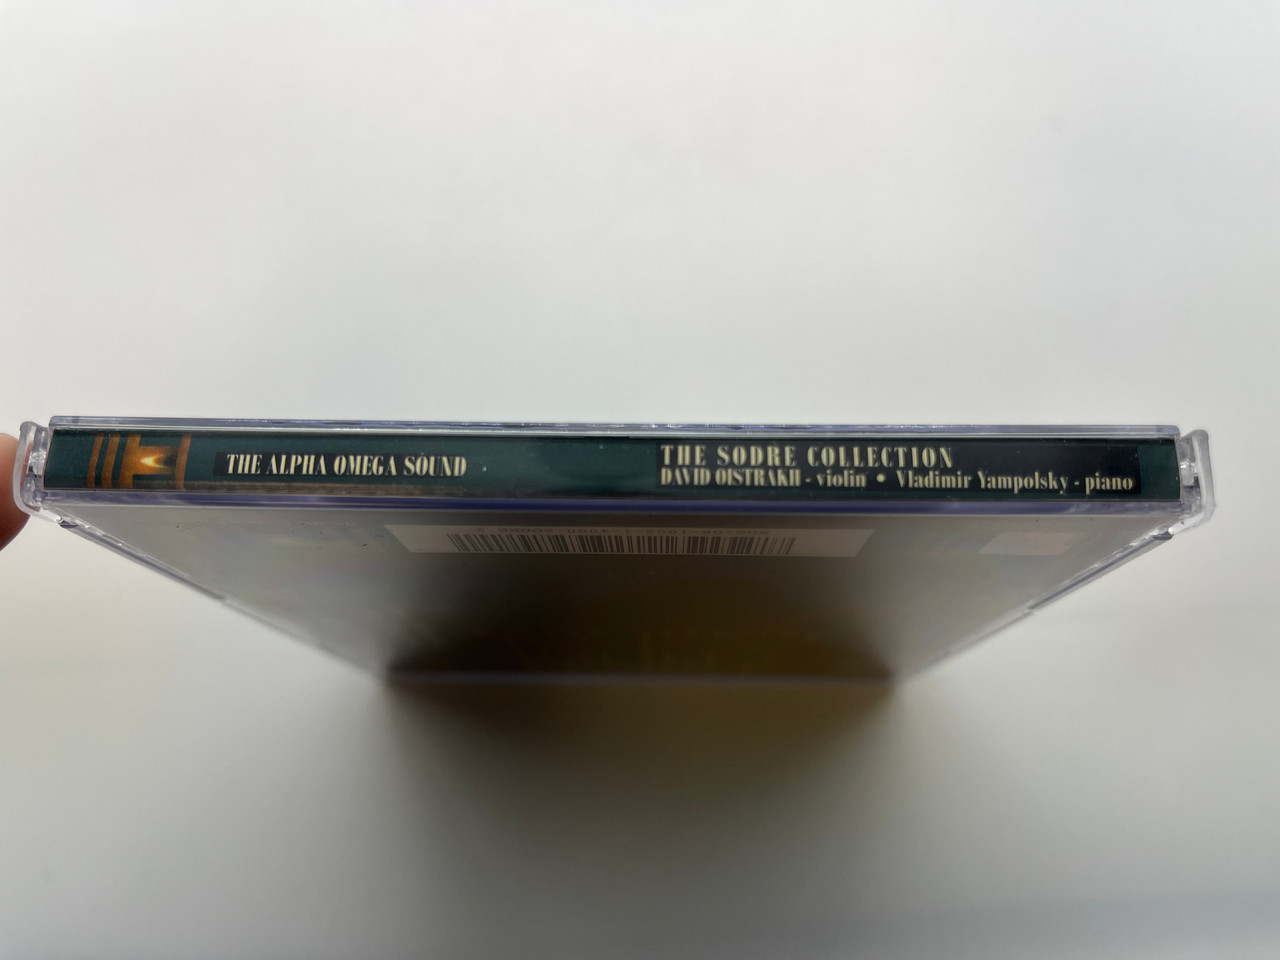 THE ALPHA OMEGA SOUND
THE SODRE COLLECTION
DAVID OISTRAKH - violin • Vladimir Yampolsky - piano